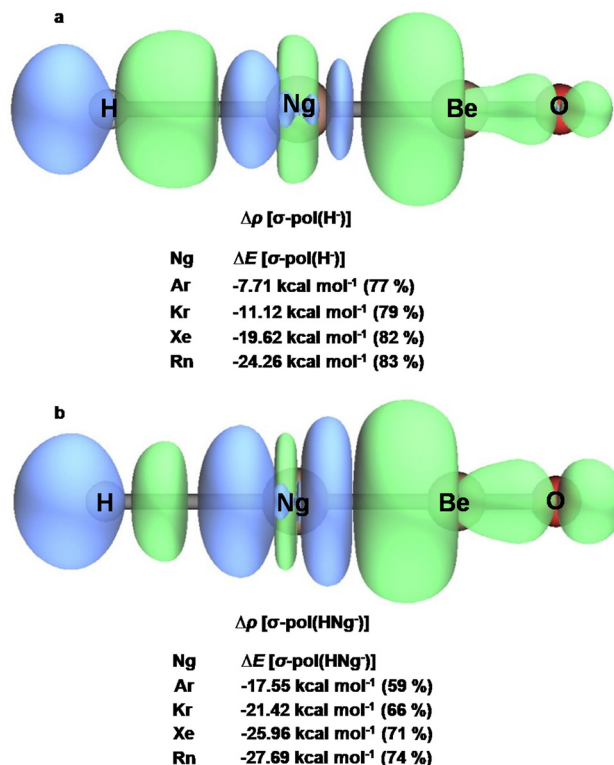 a
H Ng Be O
Δρ [σ-pol(H⁻)]
Ng ΔE [σ-pol(H⁻)]
Ar -7.71 kcal mol⁻¹ (77 %)
Kr -11.12 kcal mol⁻¹ (79 %)
Xe -19.62 kcal mol⁻¹ (82 %)
Rn -24.26 kcal mol⁻¹ (83 %)
b
H Ng Be O
Δρ [σ-pol(HNg⁻)]
Ng ΔE [σ-pol(HNg⁻)]
Ar -17.55 kcal mol⁻¹ (59 %)
Kr -21.42 kcal mol⁻¹ (66 %)
Xe -25.96 kcal mol⁻¹ (71 %)
Rn -27.69 kcal mol⁻¹ (74 %)